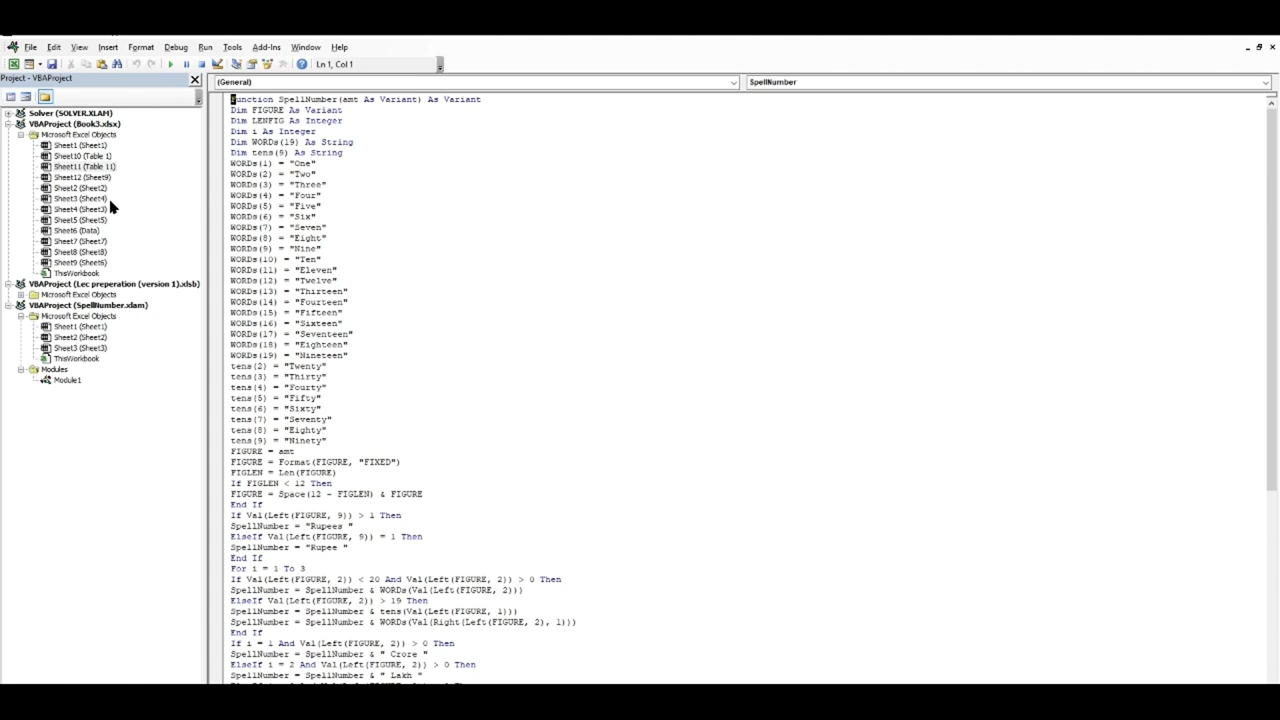 File Edit View Insert Format Debug Run Tools Add-Ins Window Help
Ln 1, Col 1
Project - VBAProject
(General)
SpellNumber
Solver (SOLVER.XLAM)
VBAProject (Book3.xlsx)
Microsoft Excel Objects
Sheet1 (Sheet1)
Sheet10 (Table 1)
Sheet11 (Table 11)
Sheet12 (Sheet9)
Sheet2 (Sheet2)
Sheet3 (Sheet4)
Sheet4 (Sheet3)
Sheet5 (Sheet5)
Sheet6 (Data)
Sheet7 (Sheet7)
Sheet8 (Sheet8)
Sheet9 (Sheet6)
ThisWorkbook
VBAProject (Lec preperation (version 1).xlsb)
Microsoft Excel Objects
VBAProject (SpellNumber.xlam)
Microsoft Excel Objects
Sheet1 (Sheet1)
Sheet2 (Sheet2)
Sheet3 (Sheet3)
ThisWorkbook
Modules
Module1
Function SpellNumber(amt As Variant) As Variant
Dim FIGURE As Variant
Dim LENFIG As Integer
Dim i As Integer
Dim WORDs(19) As String
Dim tens(9) As String
WORDs(1) = "One"
WORDs(2) = "Two"
WORDs(3) = "Three"
WORDs(4) = "Four"
WORDs(5) = "Five"
WORDs(6) = "Six"
WORDs(7) = "Seven"
WORDs(8) = "Eight"
WORDs(9) = "Nine"
WORDs(10) = "Ten"
WORDs(11) = "Eleven"
WORDs(12) = "Twelve"
WORDs(13) = "Thirteen"
WORDs(14) = "Fourteen"
WORDs(15) = "Fifteen"
WORDs(16) = "Sixteen"
WORDs(17) = "Seventeen"
WORDs(18) = "Eighteen"
WORDs(19) = "Nineteen"
tens(2) = "Twenty"
tens(3) = "Thirty"
tens(4) = "Fourty"
tens(5) = "Fifty"
tens(6) = "Sixty"
tens(7) = "Seventy"
tens(8) = "Eighty"
tens(9) = "Ninety"
FIGURE = amt
FIGURE = Format(FIGURE, "FIXED")
FIGLEN = Len(FIGURE)
If FIGLEN < 12 Then
FIGURE = Space(12 - FIGLEN) & FIGURE
End If
If Val(Left(FIGURE, 9)) > 1 Then
SpellNumber = "Rupees "
ElseIf Val(Left(FIGURE, 9)) = 1 Then
SpellNumber = "Rupee "
End If
For i = 1 To 3
If Val(Left(FIGURE, 2)) < 20 And Val(Left(FIGURE, 2)) > 0 Then
SpellNumber = SpellNumber & WORDs(Val(Left(FIGURE, 2)))
ElseIf Val(Left(FIGURE, 2)) > 19 Then
SpellNumber = SpellNumber & tens(Val(Left(FIGURE, 1)))
SpellNumber = SpellNumber & WORDs(Val(Right(Left(FIGURE, 2), 1)))
End If
If i = 1 And Val(Left(FIGURE, 2)) > 0 Then
SpellNumber = SpellNumber & " Crore "
ElseIf i = 2 And Val(Left(FIGURE, 2)) > 0 Then
SpellNumber = SpellNumber & " Lakh "